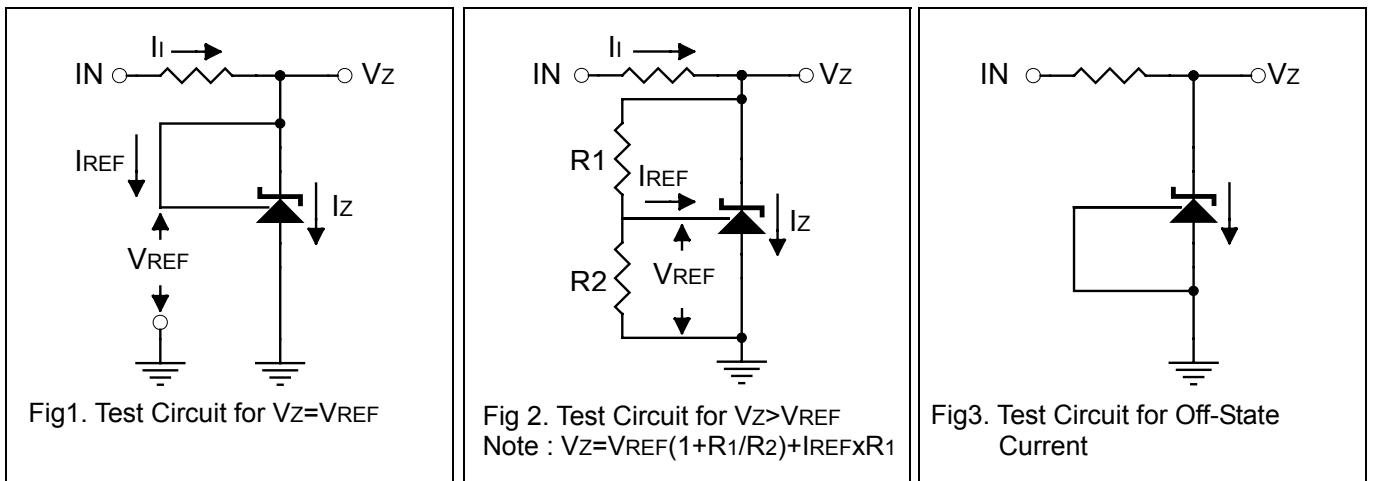 II
IN
VZ
IREF
IZ
VREF
Fig1. Test Circuit for VZ=VREF
II
IN
VZ
R1
IREF
IZ
R2
VREF
Fig 2. Test Circuit for VZ>VREF
Note : VZ=VREF(1+R1/R2)+IREFxR1
IN
VZ
Fig3. Test Circuit for Off-State
Current